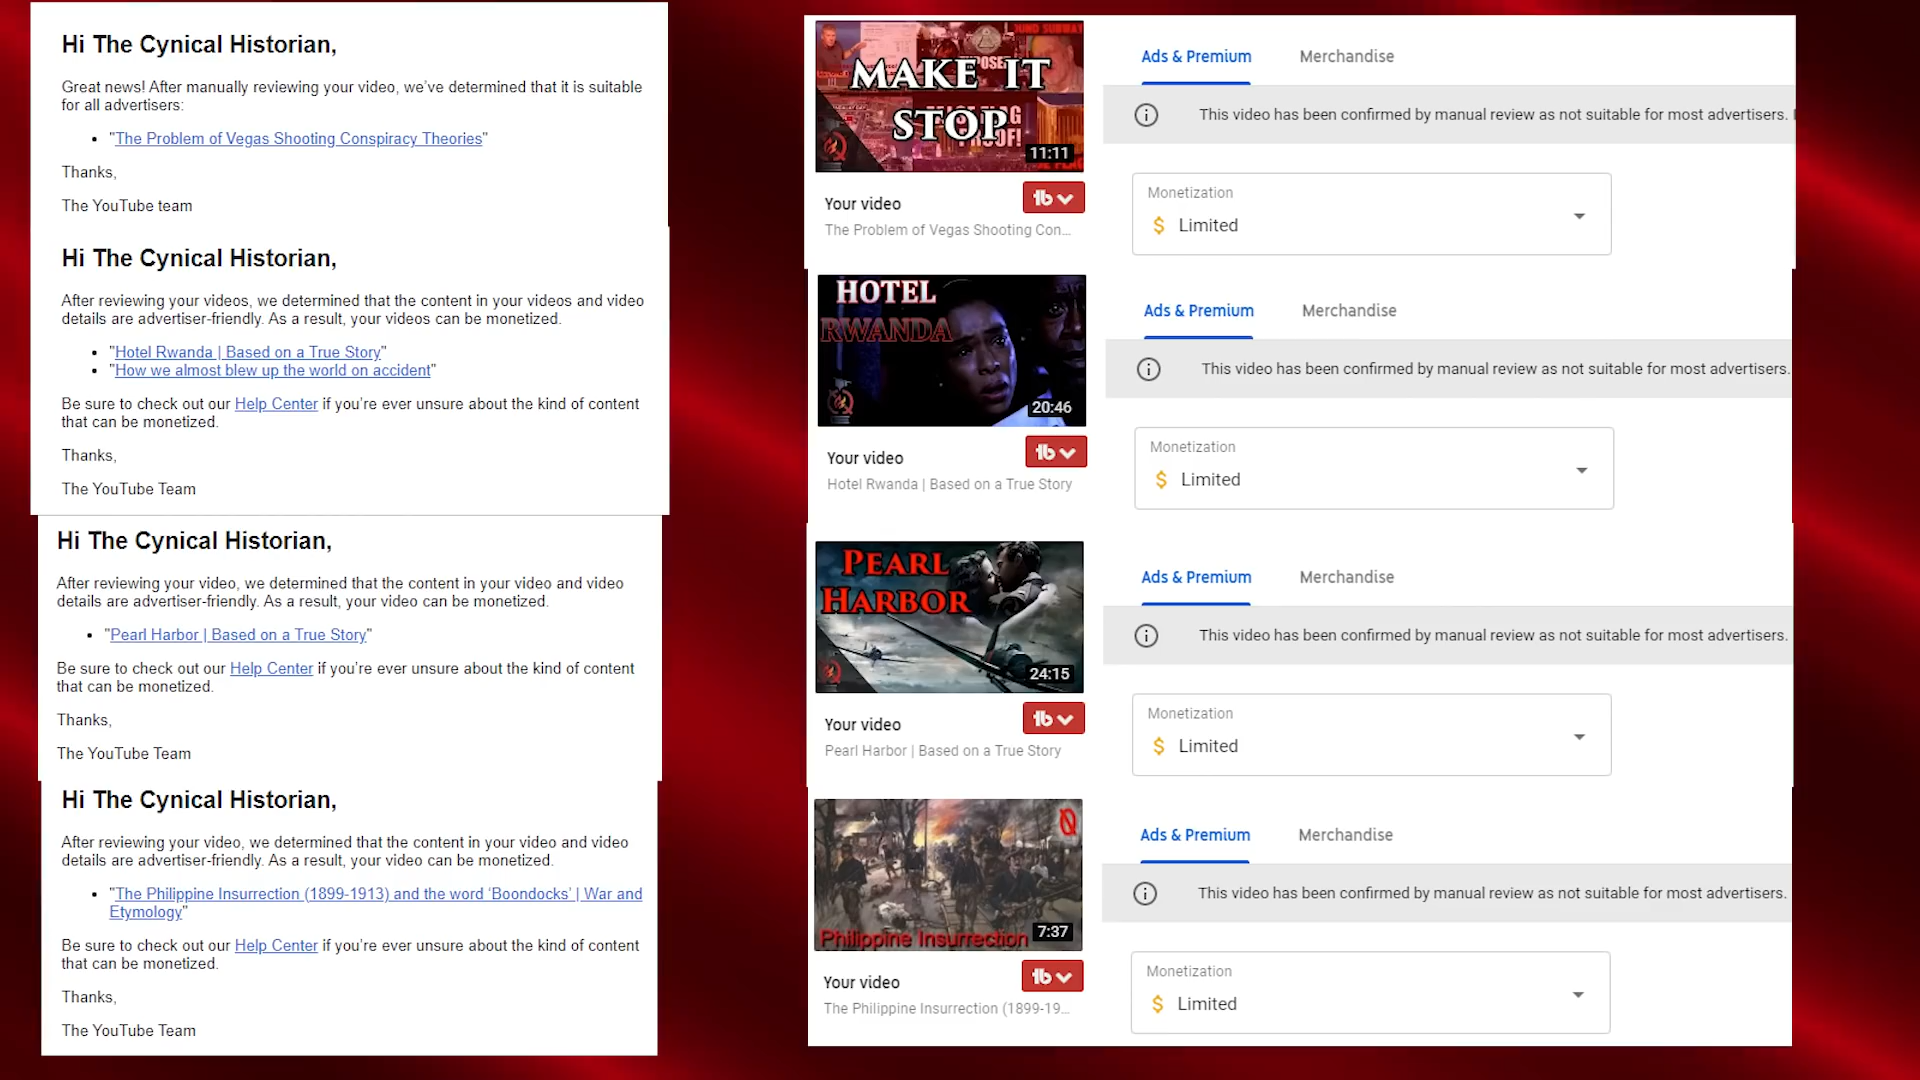 Hi The Cynical Historian,
Great news! After manually reviewing your video, we've determined that it is suitable
for all advertisers:
• "The Problem of Vegas Shooting Conspiracy Theories"
Thanks,
The YouTube team
Hi The Cynical Historian,
After reviewing your videos, we determined that the content in your videos and video
details are advertiser-friendly. As a result, your videos can be monetized.
• "Hotel Rwanda | Based on a True Story"
• "How we almost blew up the world on accident"
Be sure to check out our Help Center if you're ever unsure about the kind of content
that can be monetized.
Thanks,
The YouTube Team
Hi The Cynical Historian,
After reviewing your video, we determined that the content in your video and video
details are advertiser-friendly. As a result, your video can be monetized.
• "Pearl Harbor | Based on a True Story"
Be sure to check out our Help Center if you're ever unsure about the kind of content
that can be monetized.
Thanks,
The YouTube Team
Hi The Cynical Historian,
After reviewing your video, we determined that the content in your video and video
details are advertiser-friendly. As a result, your video can be monetized.
• "The Philippine Insurrection (1899-1913) and the word 'Boondocks' | War and
Etymology"
Be sure to check out our Help Center if you're ever unsure about the kind of content
that can be monetized.
Thanks,
The YouTube Team
MAKE IT
STOP
11:11
Your video
The Problem of Vegas Shooting Con...
Ads & Premium
Merchandise
This video has been confirmed by manual review as not suitable for most advertisers.
Monetization
$ Limited
HOTEL
RWANDA
20:46
Your video
Hotel Rwanda | Based on a True Story
Ads & Premium
Merchandise
This video has been confirmed by manual review as not suitable for most advertisers.
Monetization
$ Limited
PEARL
HARBOR
24:15
Your video
Pearl Harbor | Based on a True Story
Ads & Premium
Merchandise
This video has been confirmed by manual review as not suitable for most advertisers.
Monetization
$ Limited
Philippine Insurrection
7:37
Your video
The Philippine Insurrection (1899-19...
Ads & Premium
Merchandise
This video has been confirmed by manual review as not suitable for most advertisers.
Monetization
$ Limited